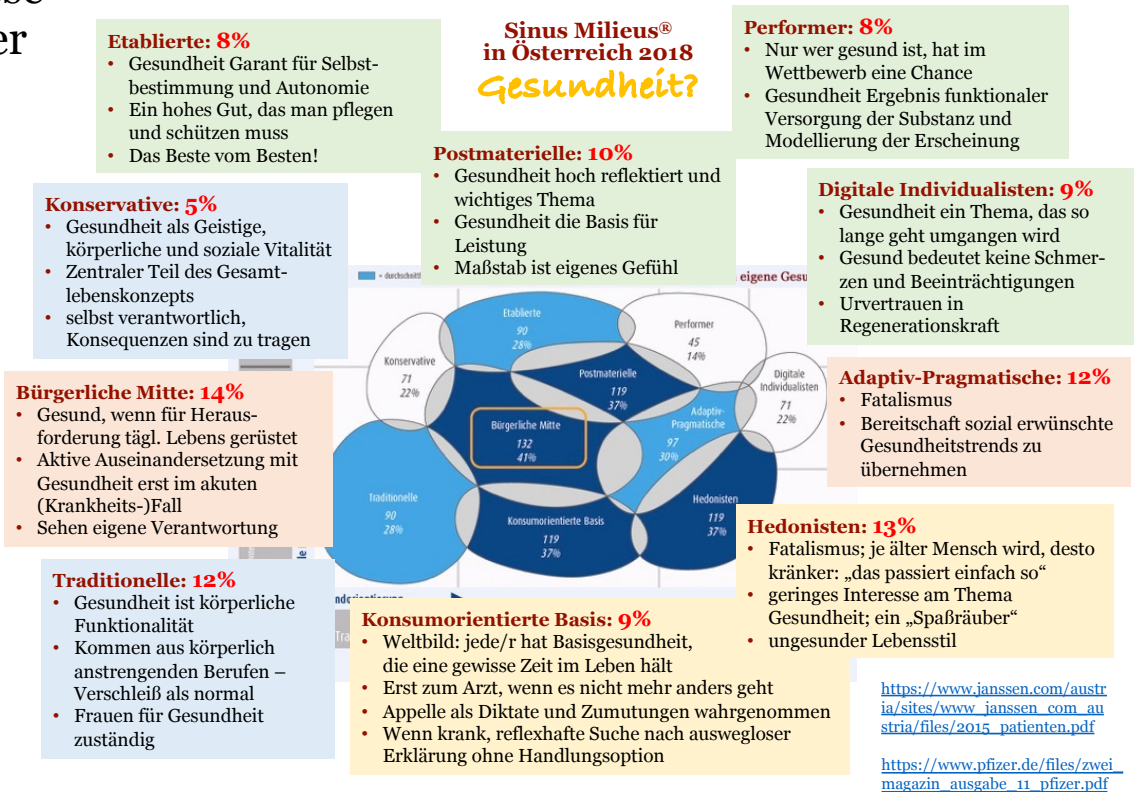 er
Sinus Milieus®
in Österreich 2018
Gesundheit?
Etablierte: 8%
• Gesundheit Garant für Selbst-
bestimmung und Autonomie
• Ein hohes Gut, das man pflegen
und schützen muss
• Das Beste vom Besten!
Performer: 8%
• Nur wer gesund ist, hat im
Wettbewerb eine Chance
• Gesundheit Ergebnis funktionaler
Versorgung der Substanz und
Modellierung der Erscheinung
Postmaterielle: 10%
• Gesundheit hoch reflektiert und
wichtiges Thema
• Gesundheit die Basis für
Leistung
• Maßstab ist eigenes Gefühl
Konservative: 5%
• Gesundheit als Geistige,
körperliche und soziale Vitalität
• Zentraler Teil des Gesamt-
lebenskonzepts
• selbst verantwortlich,
Konsequenzen sind zu tragen
Digitale Individualisten: 9%
• Gesundheit ein Thema, das so
lange geht umgangen wird
• Gesund bedeutet keine Schmer-
zen und Beeinträchtigungen
• Urvertrauen in
Regenerationskraft
= durchschnittl
eigene Gesu
Etablierte
90
28%
Performer
45
14%
Konservative
71
22%
Postmaterielle
119
37%
Digitale
Individualisten
71
22%
Bürgerliche Mitte
132
41%
Adaptiv-
Pragmatische
97
30%
Traditionelle
90
28%
Konsumorientierte Basis
119
37%
Hedonisten
119
37%
Bürgerliche Mitte: 14%
• Gesund, wenn für Heraus-
forderung tägl. Lebens gerüstet
• Aktive Auseinandersetzung mit
Gesundheit erst im akuten
(Krankheits-)Fall
• Sehen eigene Verantwortung
Adaptiv-Pragmatische: 12%
• Fatalismus
• Bereitschaft sozial erwünschte
Gesundheitstrends zu
übernehmen
Hedonisten: 13%
• Fatalismus; je älter Mensch wird, desto
kränker: „das passiert einfach so“
• geringes Interesse am Thema
Gesundheit; ein „Spaßräuber“
• ungesunder Lebensstil
Traditionelle: 12%
• Gesundheit ist körperliche
Funktionalität
• Kommen aus körperlich
anstrengenden Berufen –
Verschleiß als normal
• Frauen für Gesundheit
zuständig
Tra
Konsumorientierte Basis: 9%
• Weltbild: jede/r hat Basisgesundheit,
die eine gewisse Zeit im Leben hält
• Erst zum Arzt, wenn es nicht mehr anders geht
• Appelle als Diktate und Zumutungen wahrgenommen
• Wenn krank, reflexhafte Suche nach auswegloser
Erklärung ohne Handlungsoption
https://www.janssen.com/austr
ia/sites/www_janssen_com_au
stria/files/2015_patienten.pdf
https://www.pfizer.de/files/zwei_
magazin_ausgabe_11_pfizer.pdf